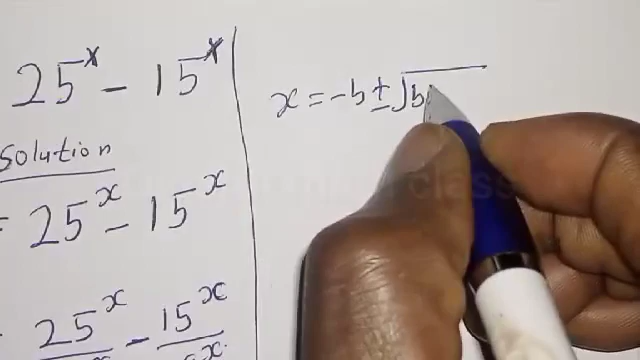 25^x - 15^x
Solution
= 25^x - 15^x
25^x - 15^x
x = -b ± √b